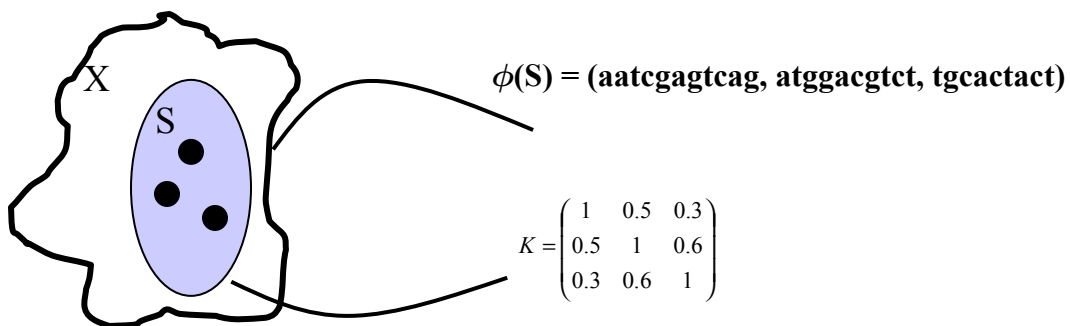 X
S
ϕ(S) = (aatcgagtcag, atggacgtct, tgcactact)
K = ( 1 0.5 0.3
0.5 1 0.6
0.3 0.6 1 )